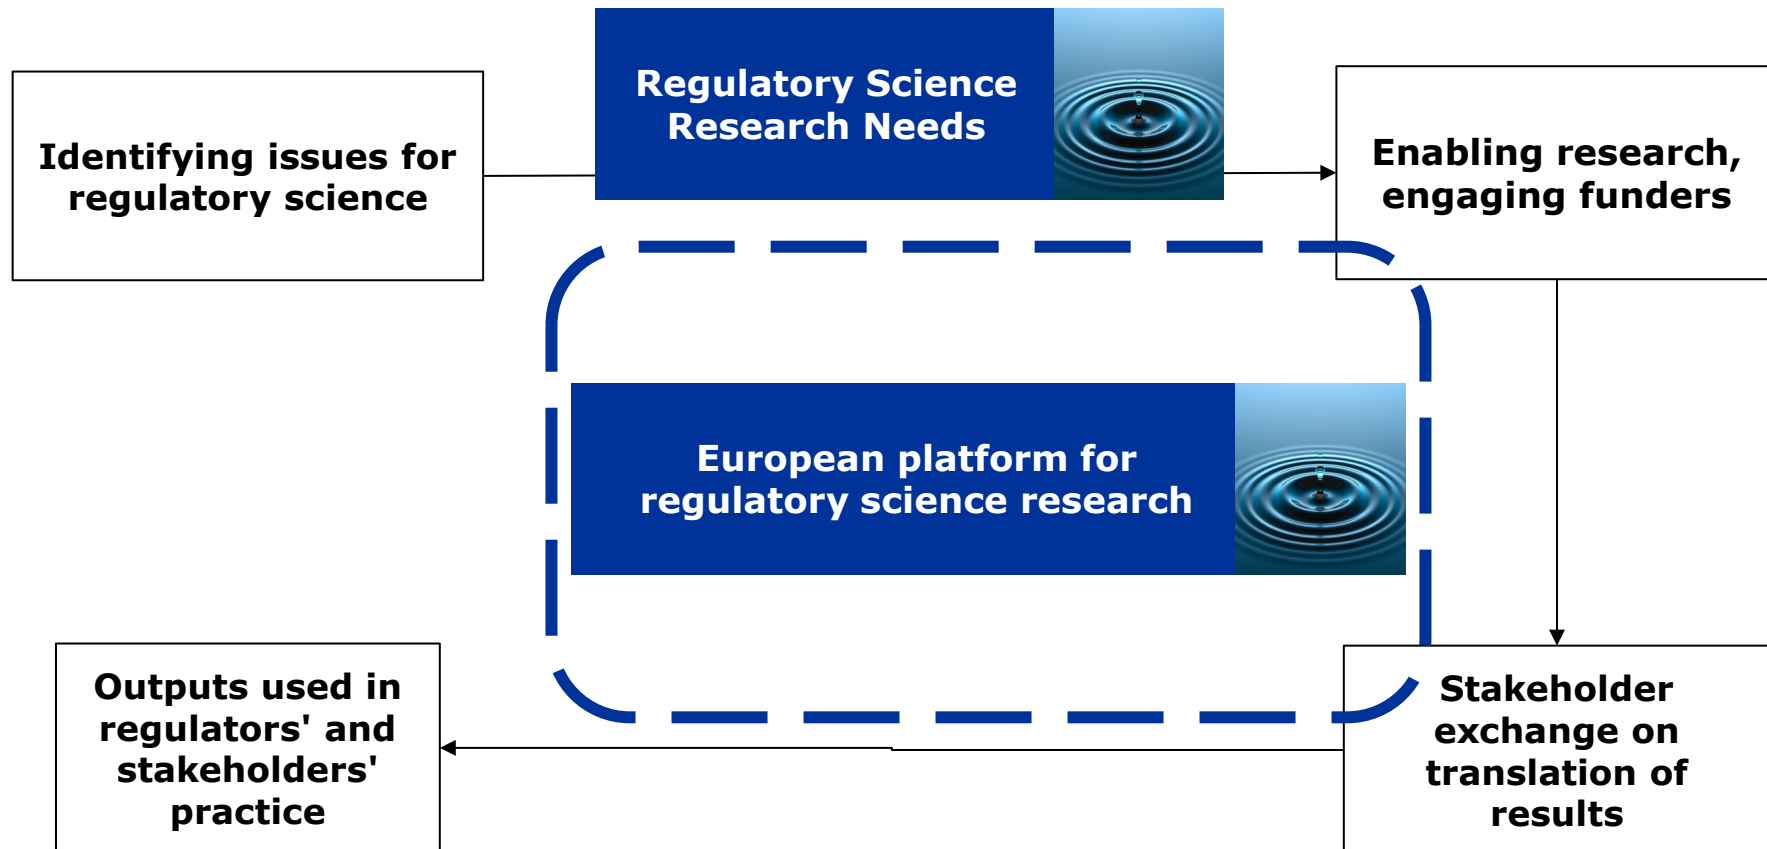 Regulatory Science
Research Needs
Identifying issues for
regulatory science
Enabling research,
engaging funders
European platform for
regulatory science research
Outputs used in
regulators' and
stakeholders'
practice
Stakeholder
exchange on
translation of
results